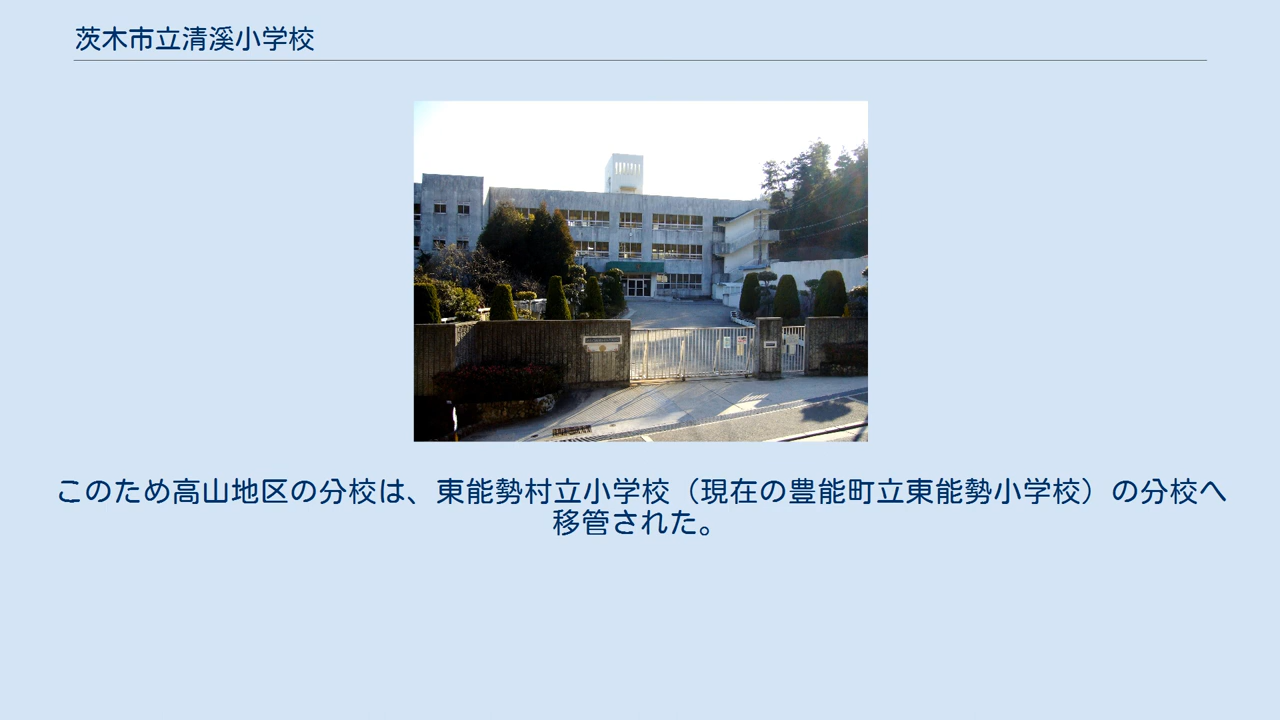 茨木市立清溪小学校
このため高山地区の分校は、東能勢村立小学校（現在の豊能町立東能勢小学校）の分校へ
移管された。